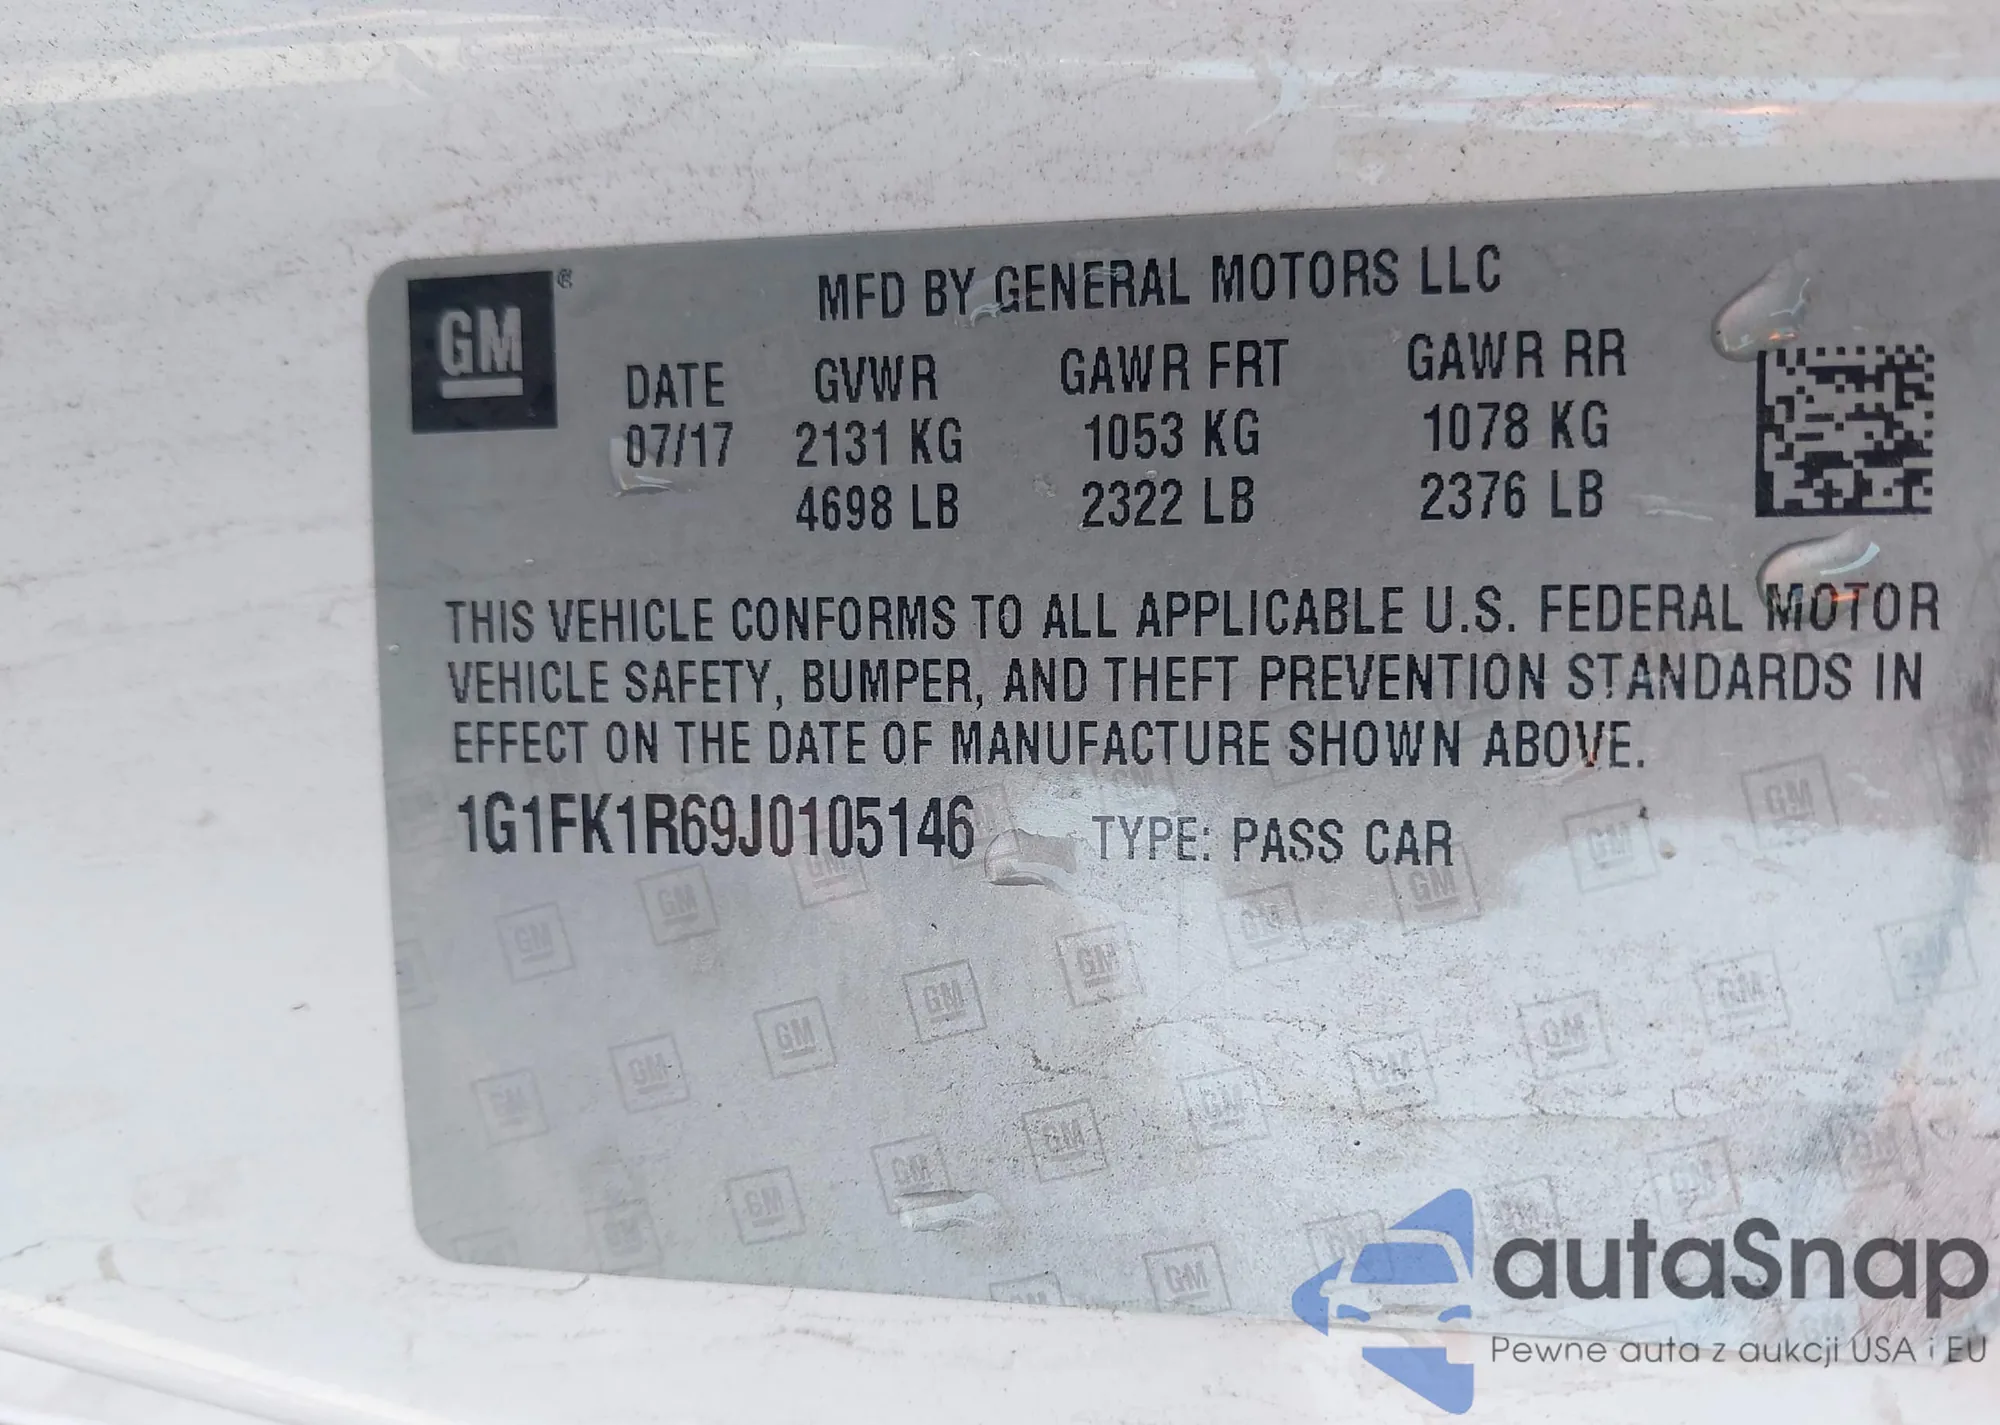 GM®
MFD BY GENERAL MOTORS LLC
DATE GVWR GAWR FRT GAWR RR
07/17 2131 KG 1053 KG 1078 KG
4698 LB 2322 LB 2376 LB
THIS VEHICLE CONFORMS TO ALL APPLICABLE U.S. FEDERAL MOTOR
VEHICLE SAFETY, BUMPER, AND THEFT PREVENTION STANDARDS IN
EFFECT ON THE DATE OF MANUFACTURE SHOWN ABOVE.
1G1FK1R69J0105146 TYPE: PASS CAR
autaSnap
Pewne auta z aukcji USA i EU